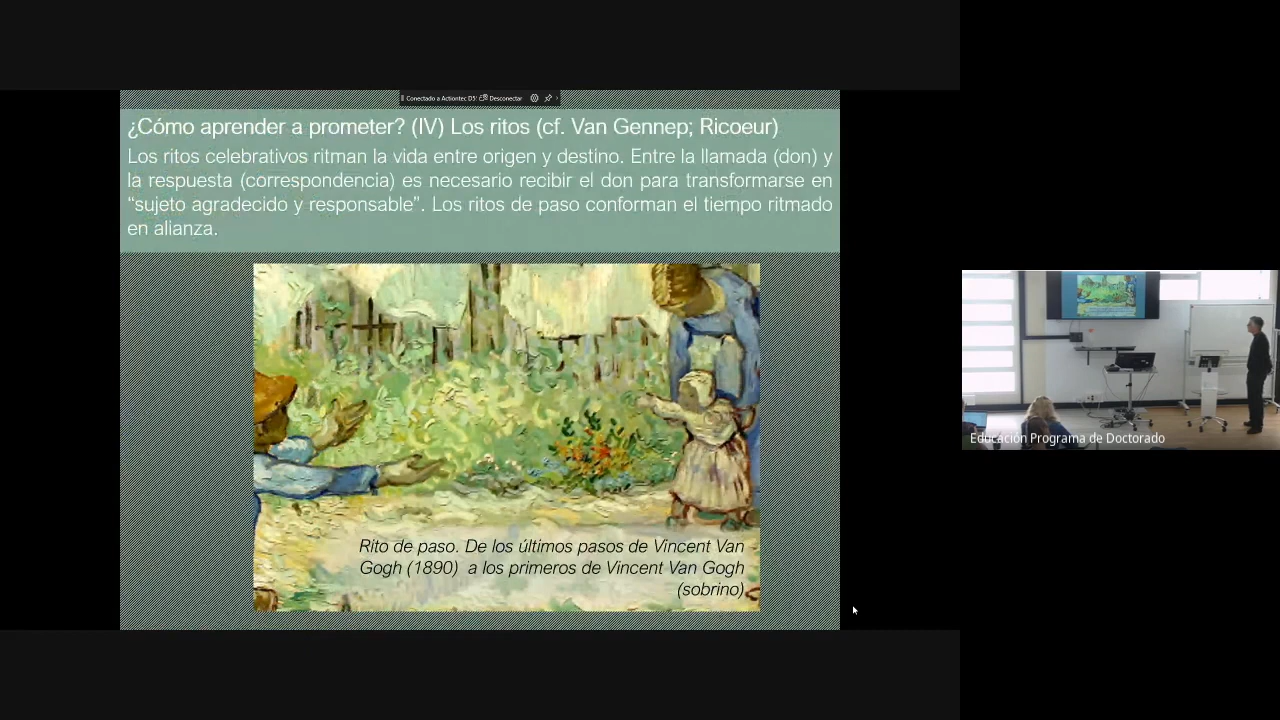 Conectado a Actiontec D5 Desconectar
¿Cómo aprender a prometer? (IV) Los ritos (cf. Van Gennep; Ricoeur)
Los ritos celebrativos ritman la vida entre origen y destino. Entre la llamada (don) y
la respuesta (correspondencia) es necesario recibir el don para transformarse en
“sujeto agradecido y responsable”. Los ritos de paso conforman el tiempo ritmado
en alianza.
Rito de paso. De los últimos pasos de Vincent Van
Gogh (1890) a los primeros de Vincent Van Gogh
(sobrino)
Educación Programa de Doctorado